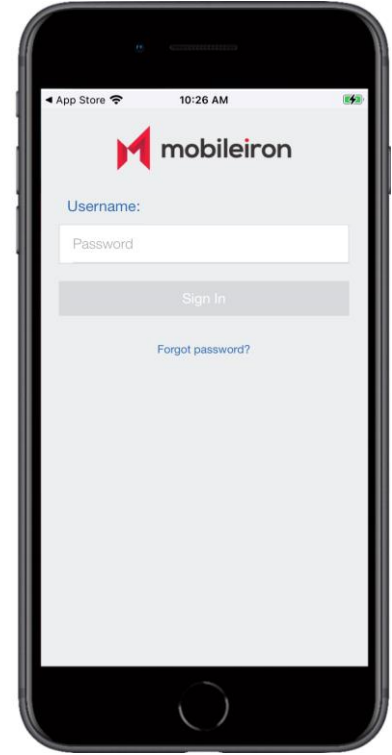 App Store
10:26 AM
mobileiron
Username:
Password
Sign In
Forgot password?